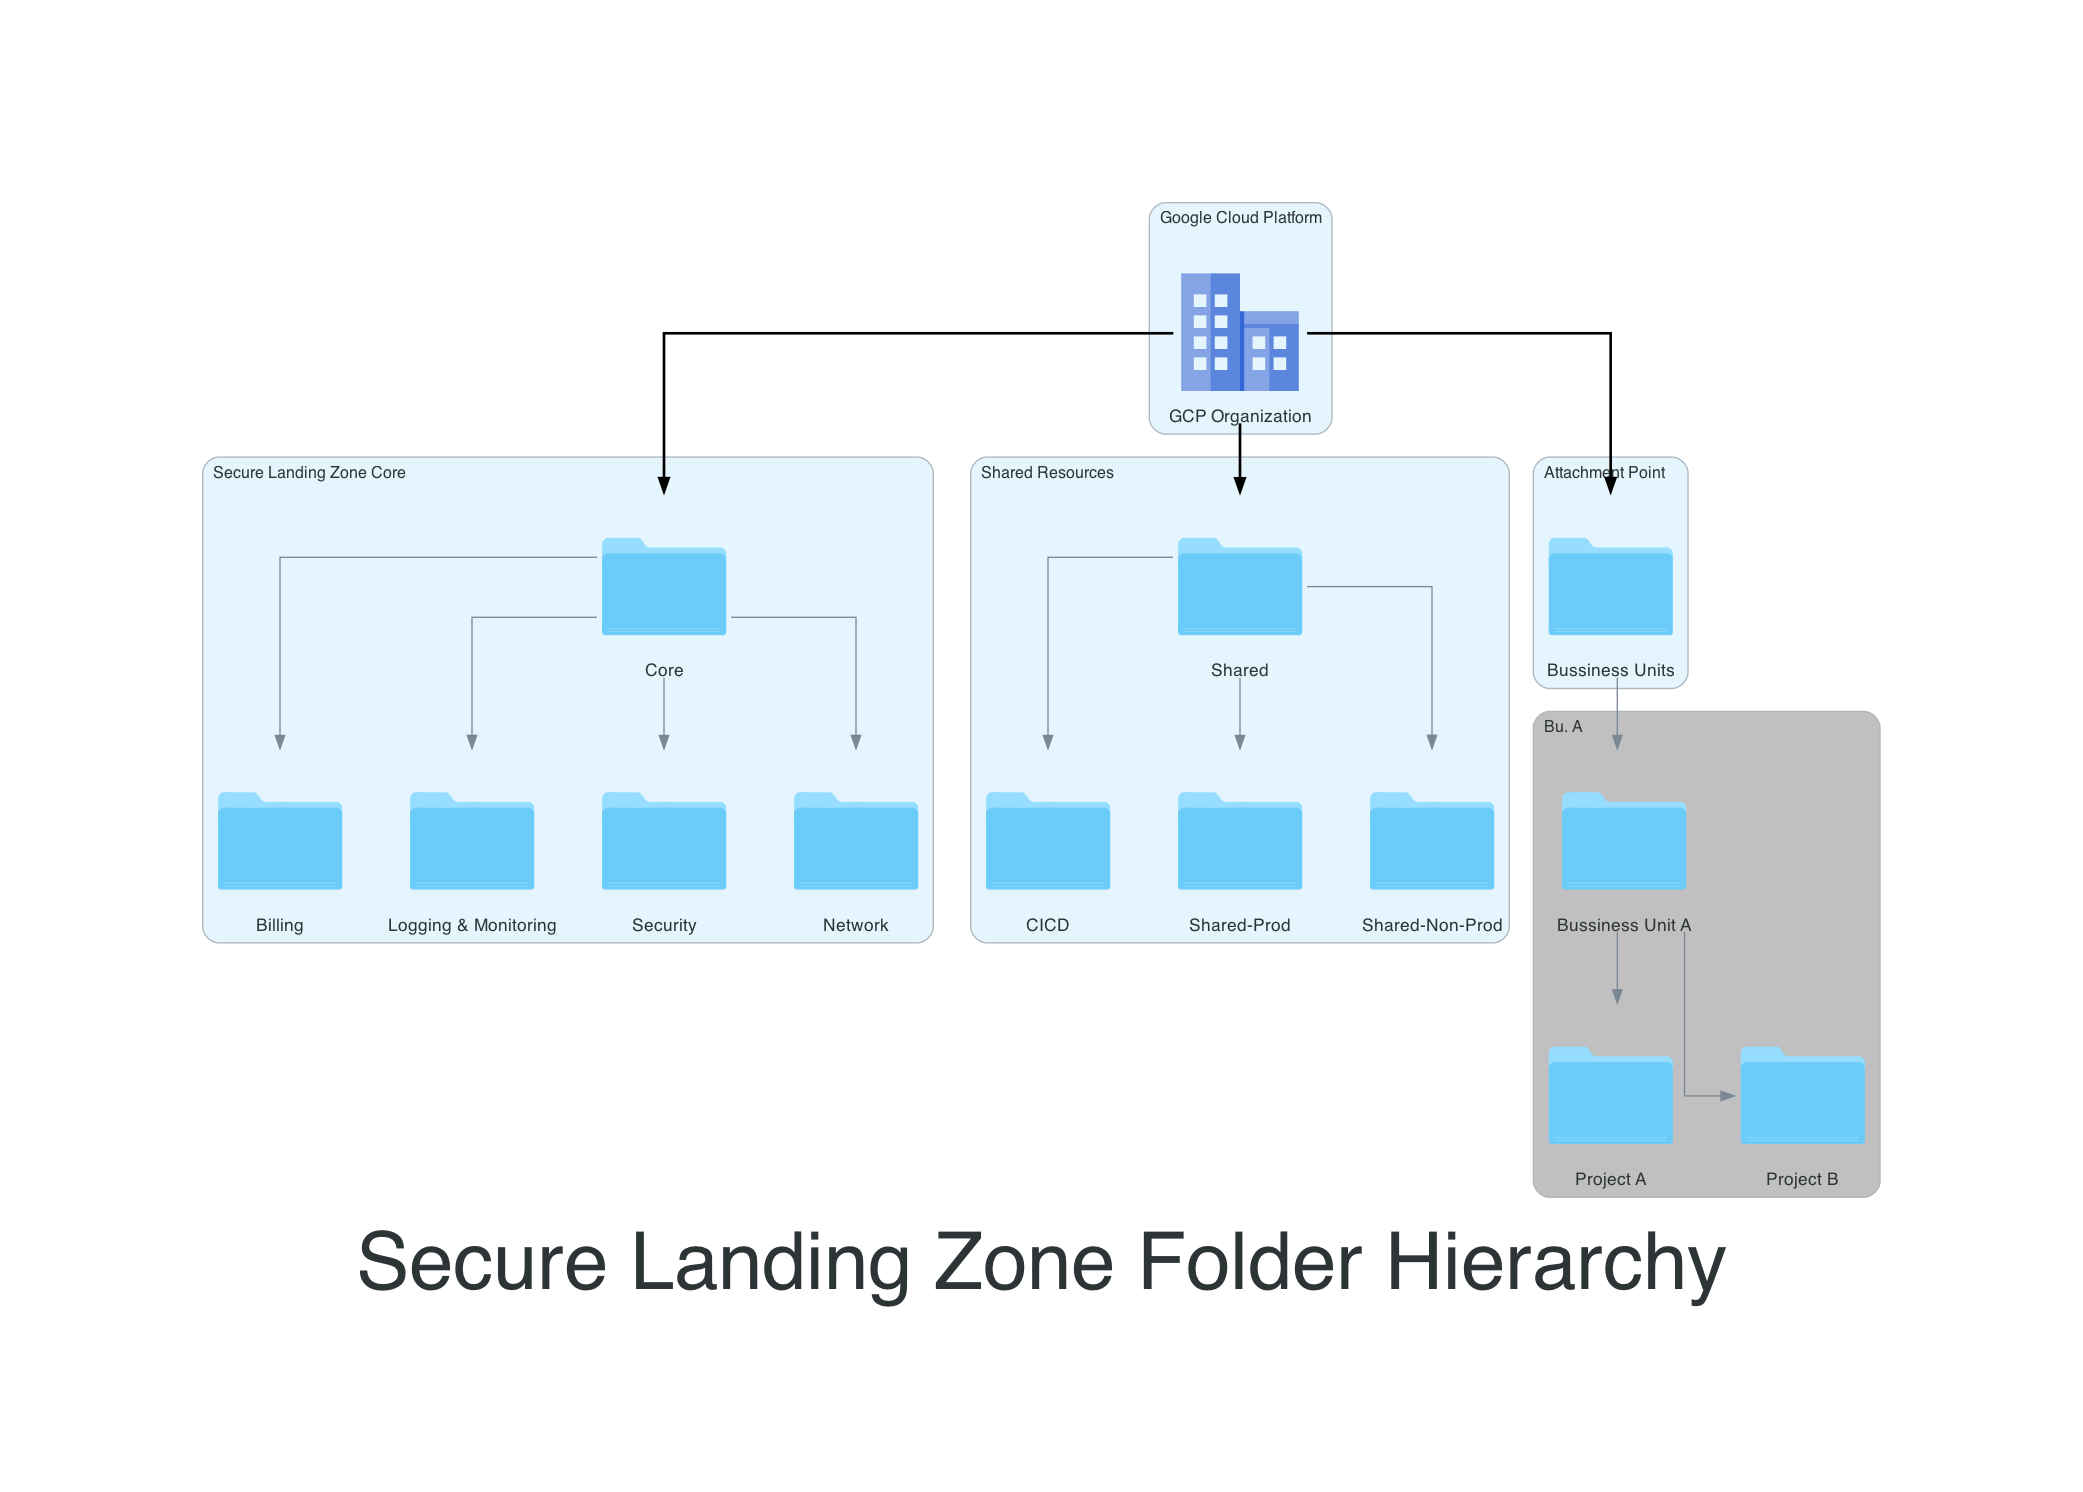 Google Cloud Platform
GCP Organization
Secure Landing Zone Core
Shared Resources
Attachment Point
Core
Shared
Bussiness Units
Bu. A
Billing
Logging & Monitoring
Security
Network
CICD
Shared-Prod
Shared-Non-Prod
Bussiness Unit A
Project A
Project B
Secure Landing Zone Folder Hierarchy